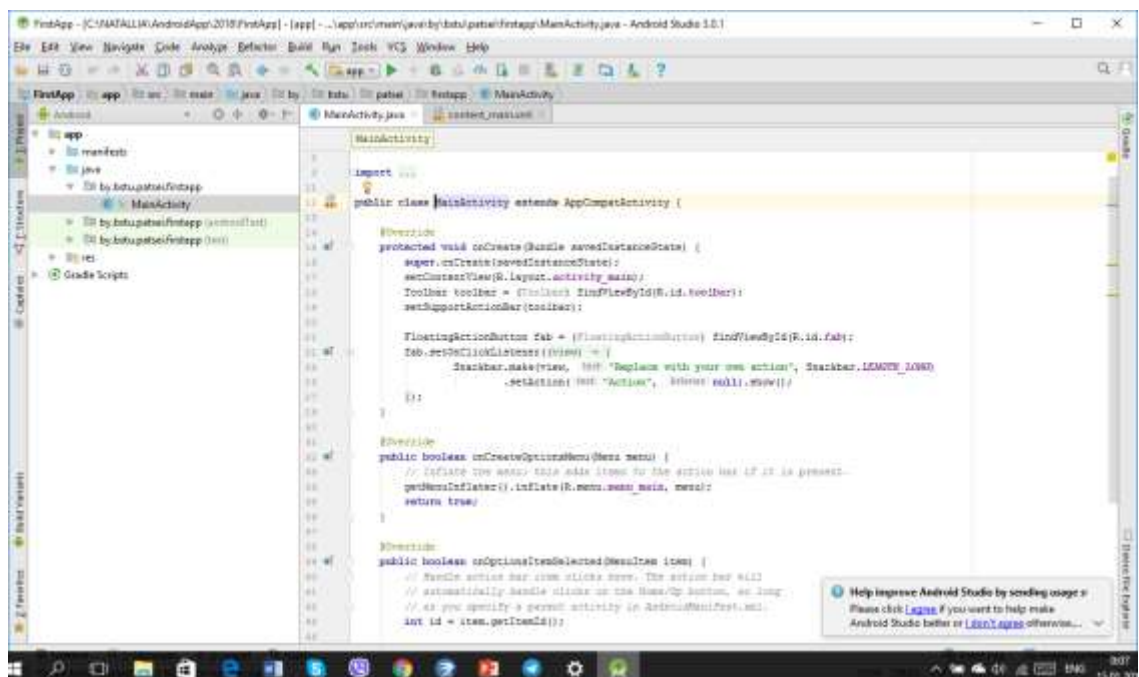 FirstApp - [C:\NATALLIA\AndroidApp\2018\FirstApp] - [app] - ...\app\src\main\java\by\bstu\patsei\firstapp\MainActivity.java - Android Studio 3.0.1
File Edit View Navigate Code Analyze Refactor Build Run Tools VCS Window Help
app
FirstApp app src main java by bstu patsei firstapp MainActivity
Android
MainActivity.java content_main.xml
1: Project
app
manifests
java
by.bstu.patsei.firstapp
MainActivity
by.bstu.patsei.firstapp (androidTest)
by.bstu.patsei.firstapp (test)
res
Gradle Scripts
7: Structure
Captures
Build Variants
2: Favorites
MainActivity
import ...
public class MainActivity extends AppCompatActivity {
@Override
protected void onCreate(Bundle savedInstanceState) {
super.onCreate(savedInstanceState);
setContentView(R.layout.activity_main);
Toolbar toolbar = (Toolbar) findViewById(R.id.toolbar);
setSupportActionBar(toolbar);
FloatingActionButton fab = (FloatingActionButton) findViewById(R.id.fab);
fab.setOnClickListener((view) → {
Snackbar.make(view, text: "Replace with your own action", Snackbar.LENGTH_LONG)
.setAction( text: "Action", listener: null).show();
});
}
@Override
public boolean onCreateOptionsMenu(Menu menu) {
// Inflate the menu; this adds items to the action bar if it is present.
getMenuInflater().inflate(R.menu.menu_main, menu);
return true;
}
@Override
public boolean onOptionsItemSelected(MenuItem item) {
// Handle action bar item clicks here. The action bar will
// automatically handle clicks on the Home/Up button, so long
// as you specify a parent activity in AndroidManifest.xml.
int id = item.getItemId();
Gradle
Device File Explorer
Help improve Android Studio by sending usage s
Please click I agree if you want to help make
Android Studio better or I don't agree otherwise....
ENG
0:07